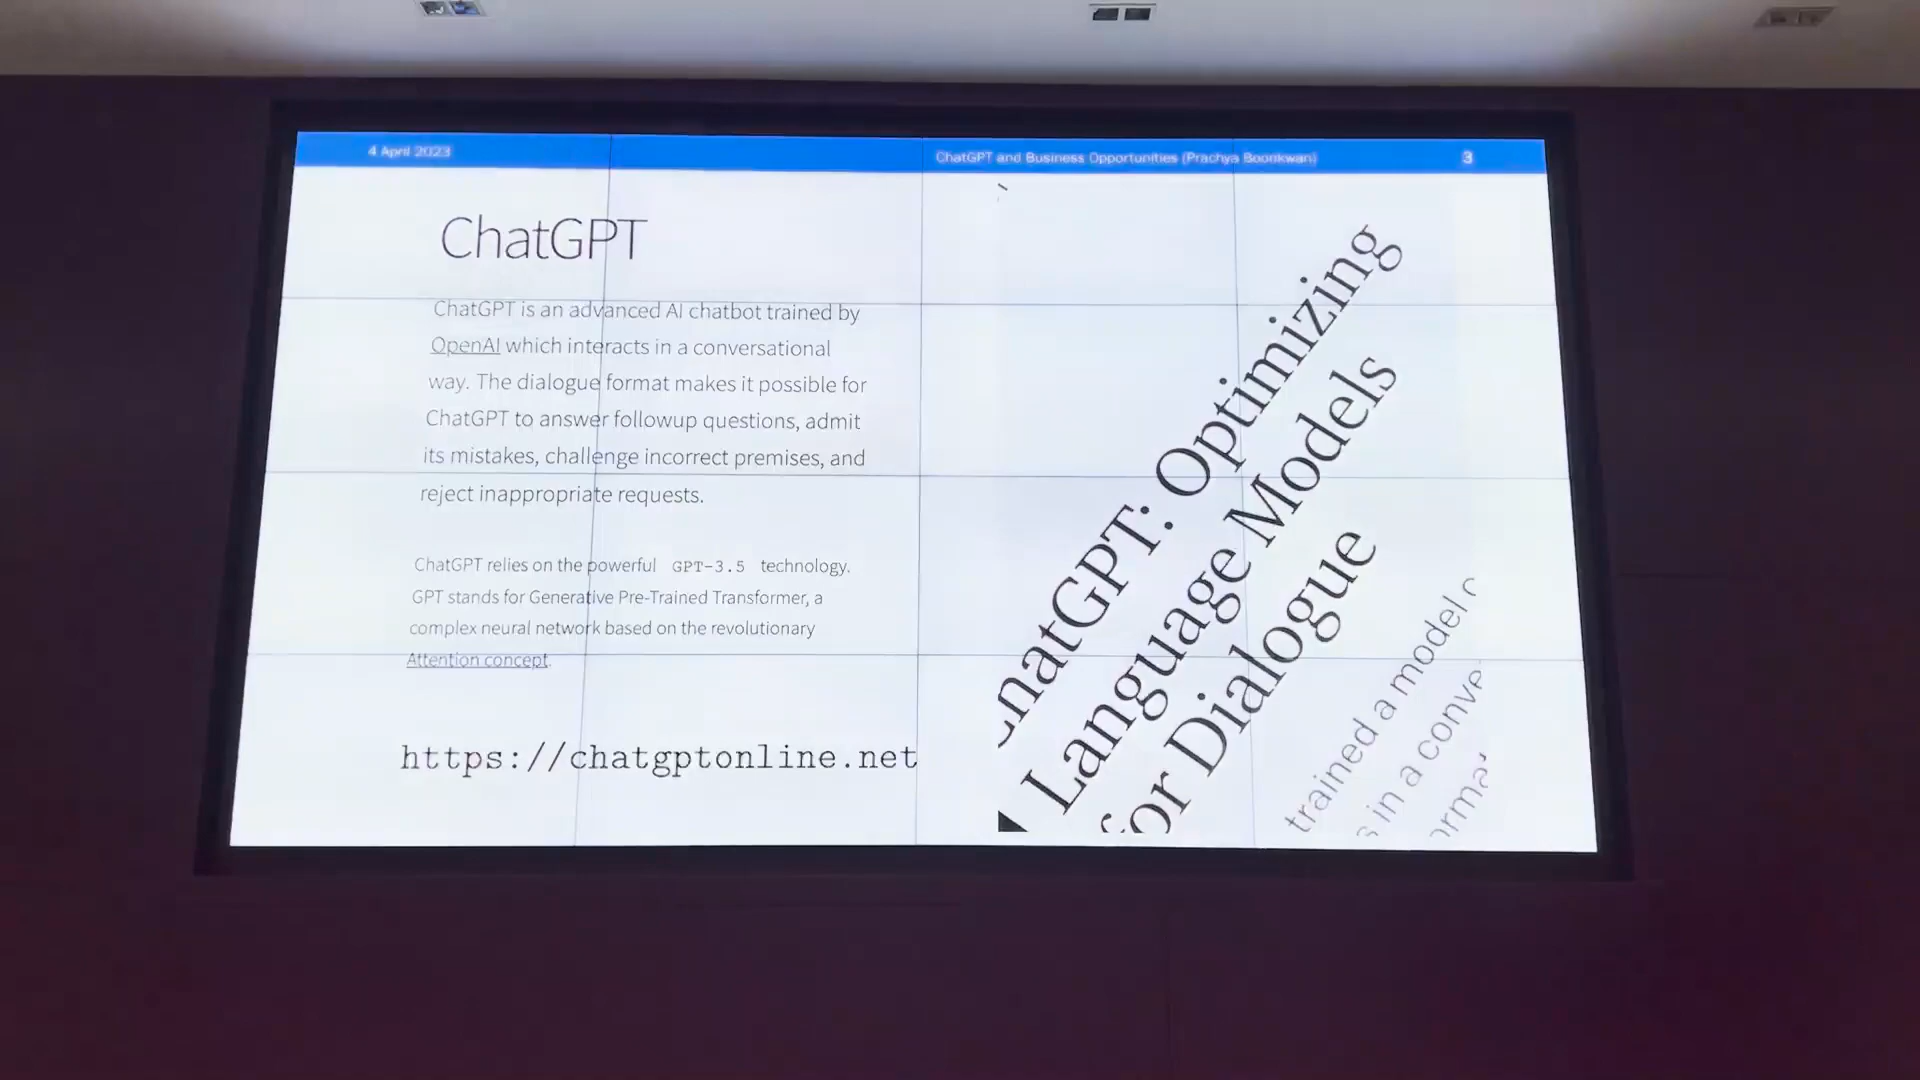 4 April 2023
ChatGPT and Business Opportunities (Prachya Boonkwan)
3
ChatGPT
ChatGPT is an advanced AI chatbot trained by
OpenAI which interacts in a conversational
way. The dialogue format makes it possible for
ChatGPT to answer followup questions, admit
its mistakes, challenge incorrect premises, and
reject inappropriate requests.
ChatGPT relies on the powerful GPT-3.5 technology.
GPT stands for Generative Pre-Trained Transformer, a
complex neural network based on the revolutionary
Attention concept.
https://chatgptonline.net
ChatGPT: Optimizing
Language Models
for Dialogue
trained a model
in a conve